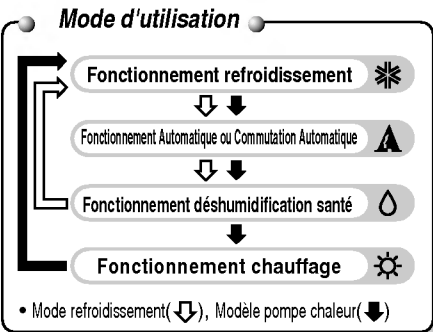 Mode d'utilisation
Fonctionnement refroidissement
Fonctionnement Automatique ou Commutation Automatique
Fonctionnement déshumidification santé
Fonctionnement chauffage
• Mode refroidissement(⇩), Modèle pompe chaleur(⬇)